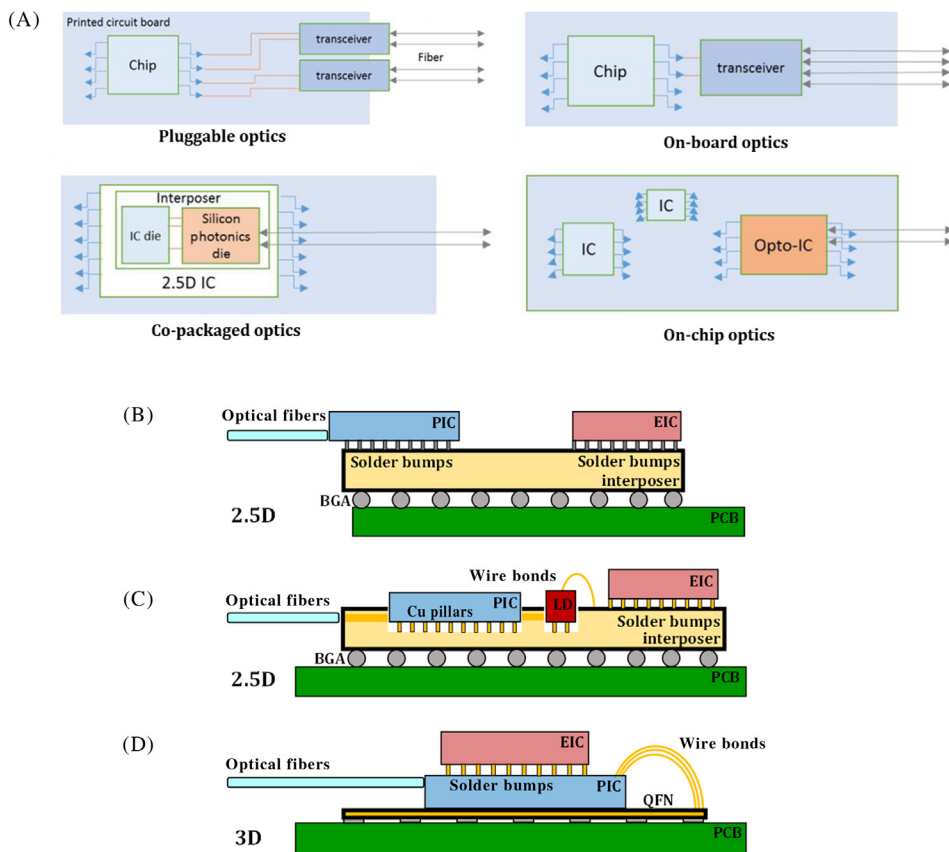 (A)
Printed circuit board
Chip
transceiver
transceiver
Fiber
Pluggable optics
Chip
transceiver
On-board optics
Interposer
IC die
Silicon
photonics
die
2.5D IC
Co-packaged optics
IC
IC
Opto-IC
On-chip optics
(B)
Optical fibers
PIC
EIC
Solder bumps
Solder bumps
interposer
BGA
PCB
2.5D
(C)
Wire bonds
Optical fibers
PIC
LD
EIC
Cu pillars
Solder bumps
interposer
BGA
PCB
2.5D
(D)
EIC
Wire bonds
Optical fibers
Solder bumps
PIC
QFN
PCB
3D